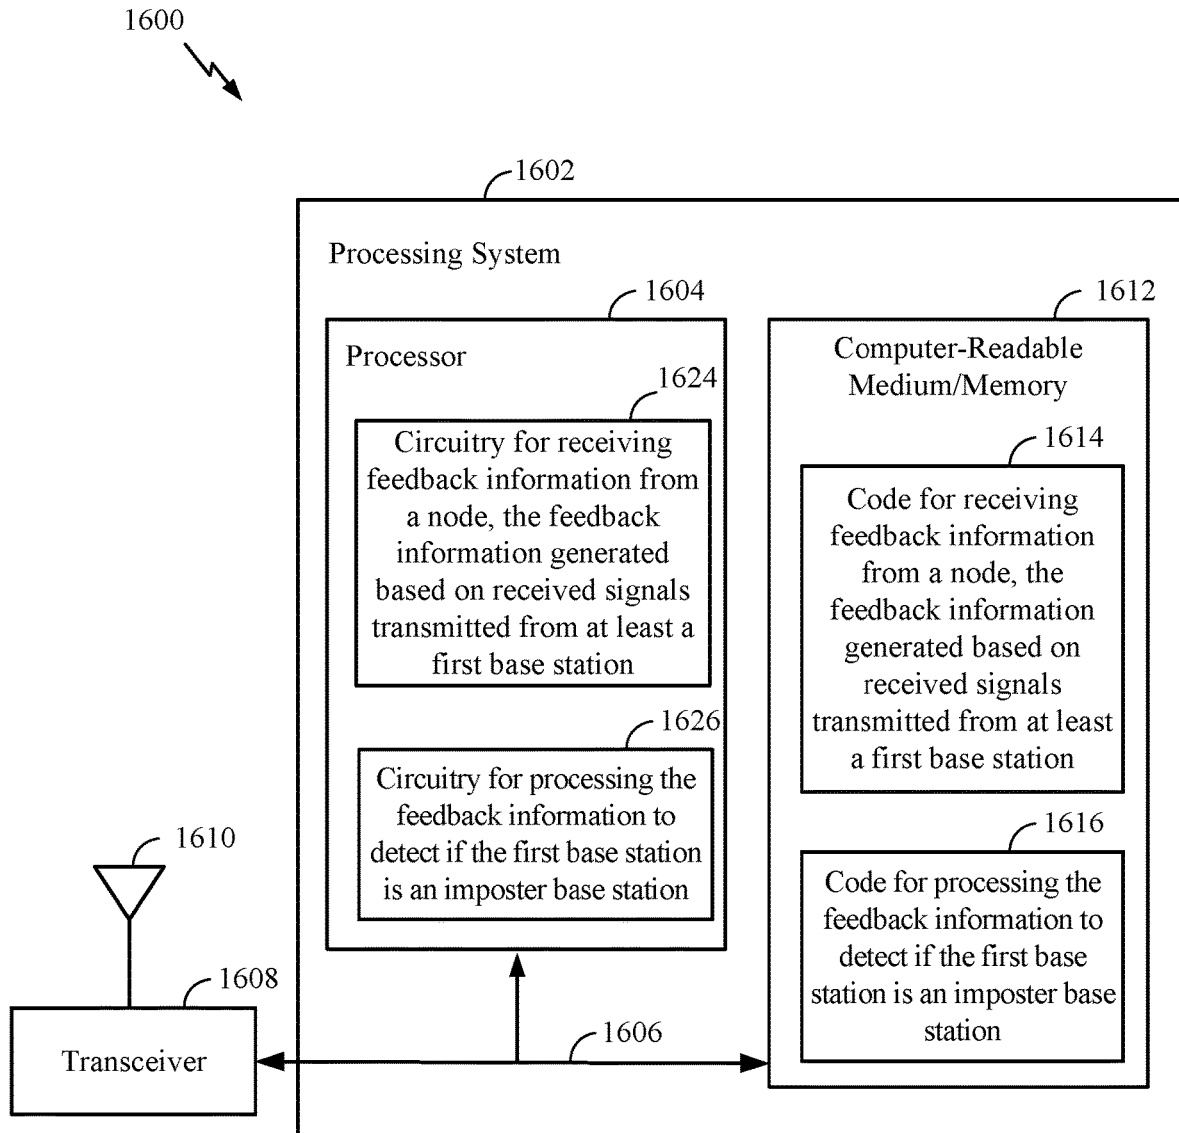 1600
1602
Processing System
1604
Processor
1624
Circuitry for receiving
feedback information from
a node, the feedback
information generated
based on received signals
transmitted from at least a
first base station
1626
Circuitry for processing the
feedback information to
detect if the first base station
is an imposter base station
1612
Computer-Readable
Medium/Memory
1614
Code for receiving
feedback information
from a node, the
feedback information
generated based on
received signals
transmitted from at least
a first base station
1616
Code for processing the
feedback information to
detect if the first base
station is an imposter base
station
1610
1608
Transceiver
1606